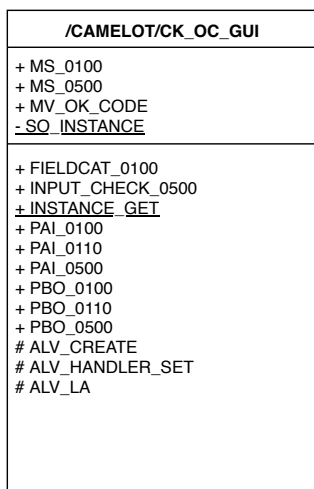 /CAMELOT/CK_OC_GUI
+ MS_0100
+ MS_0500
+ MV_OK_CODE
- SO_INSTANCE
+ FIELDCAT_0100
+ INPUT_CHECK_0500
+ INSTANCE_GET
+ PAI_0100
+ PAI_0110
+ PAI_0500
+ PBO_0100
+ PBO_0110
+ PBO_0500
# ALV_CREATE
# ALV_HANDLER_SET
# ALV_LA